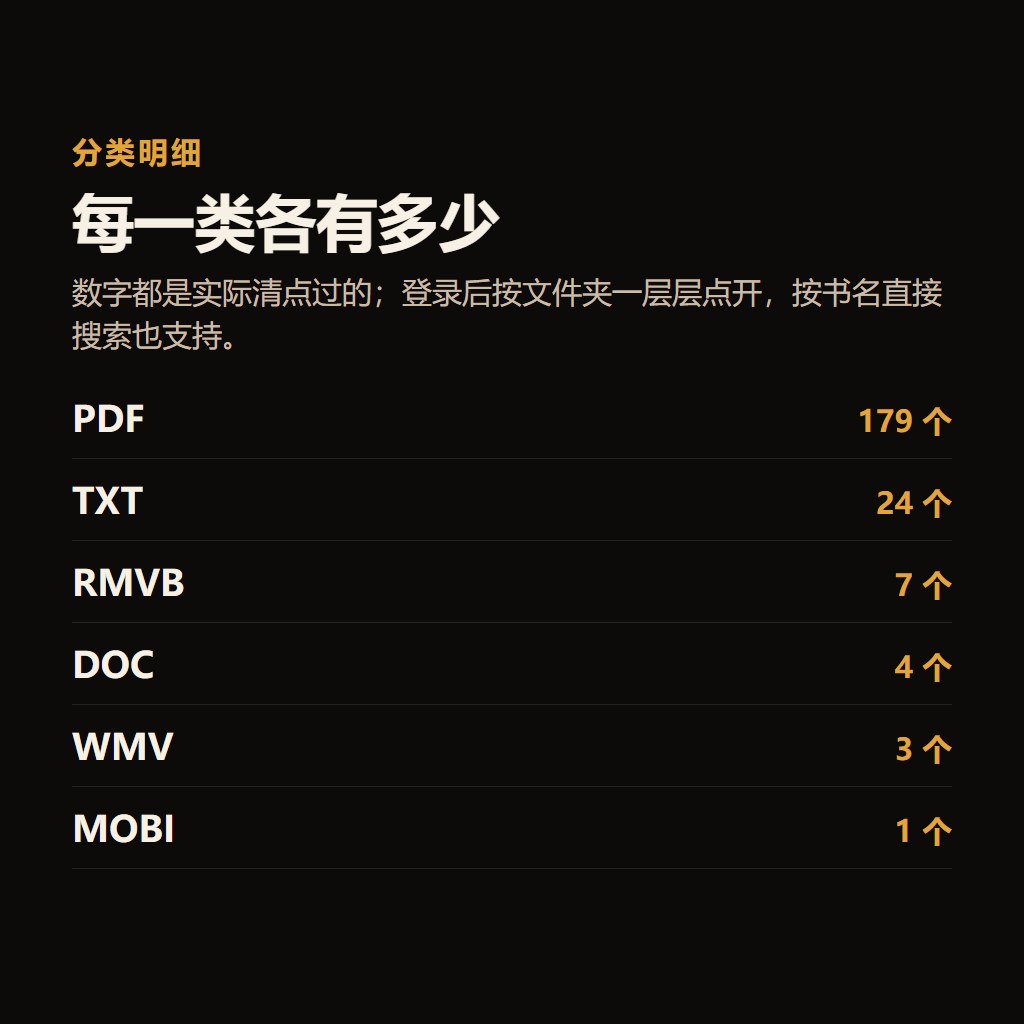 分类明细
每一类各有多少
数字都是实际清点过的；登录后按文件夹一层层点开，按书名直接
搜索也支持。
PDF 179 个
TXT 24 个
RMVB 7 个
DOC 4 个
WMV 3 个
MOBI 1 个